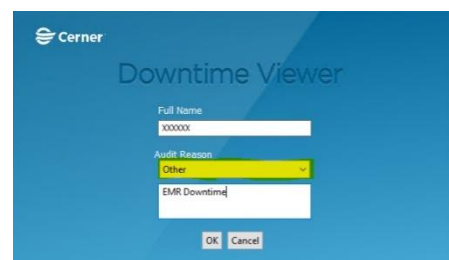 Cerner
Downtime Viewer
Full Name
XXXXXX
Audit Reason
Other
EMR Downtime
OK Cancel